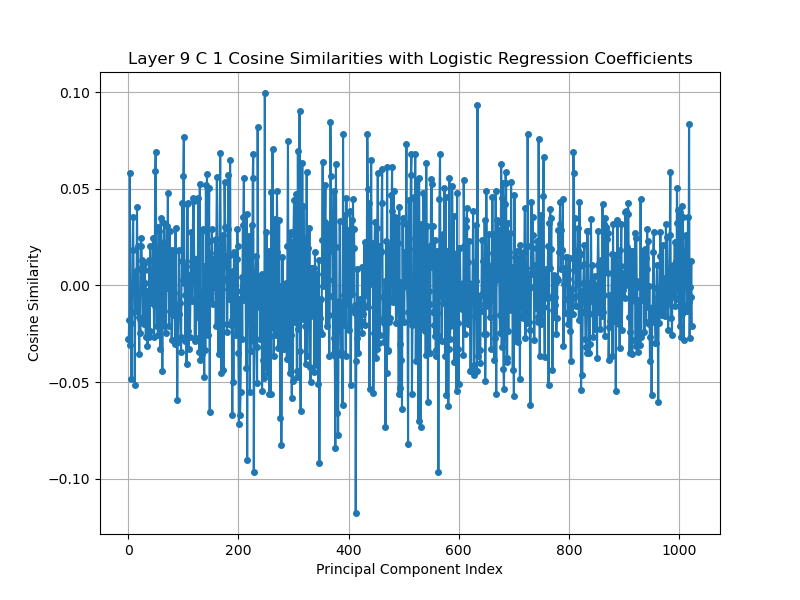 Layer 9 C 1 Cosine Similarities with Logistic Regression Coefficients
0.10
0.05
0.00
−0.05
−0.10
Cosine Similarity
0 200 400 600 800 1000
Principal Component Index